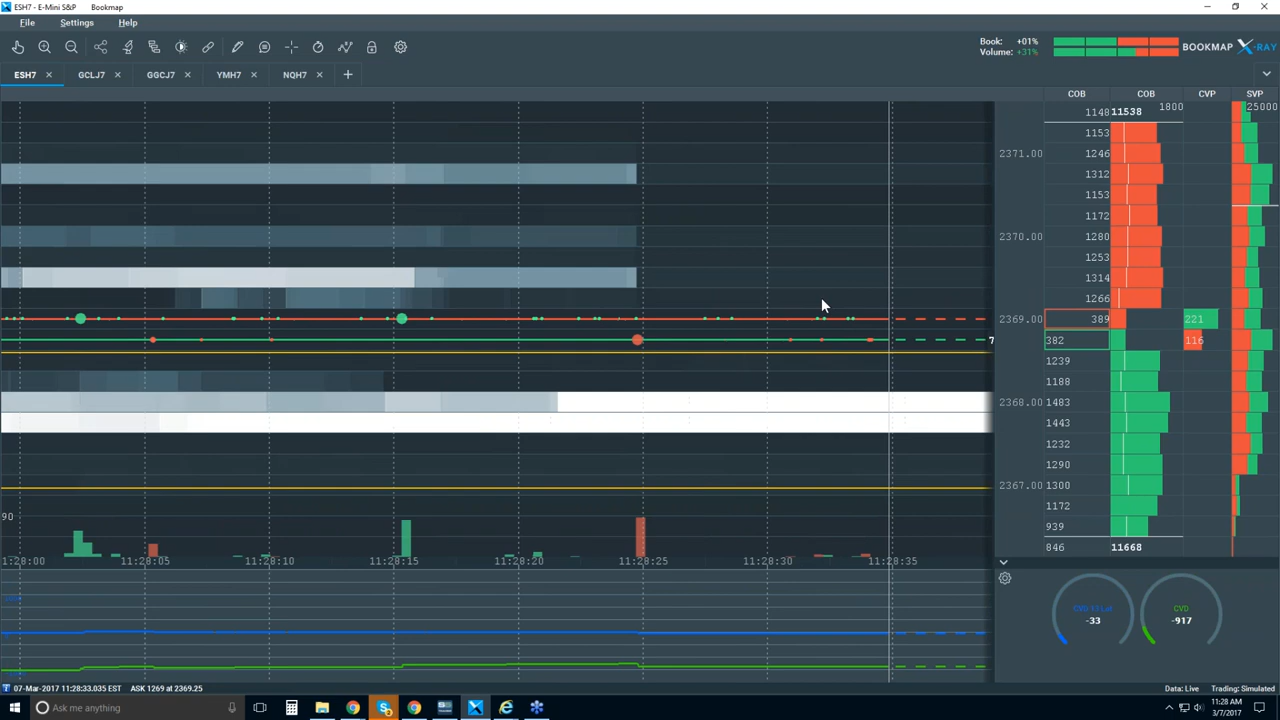 ESH7 - E-Mini S&P Bookmap
File Settings Help
Book: +01%
Volume: +31%
BOOKMAP X-RAY
ESH7 GCLJ7 GGCJ7 YMH7 NQH7
COB COB CVP SVP
1148 11538 1800 25000
1153
2371.00 1246
1312
1153
1172
2370.00 1280
1253
1314
1266
2369.00 389 221
7 382 116
1239
1188
2368.00 1483
1443
1232
1290
2367.00 1300
1172
90 939
846 11668
11:28:00 11:28:05 11:28:10 11:28:15 11:28:20 11:28:25 11:28:30 11:28:35
CVD CVD
-33 -917
07-Mar-2017 11:28:33.035 EST ASK 1269 at 2369.25
Data: Live Trading: Simulated
Ask me anything
11:28 AM
3/7/2017